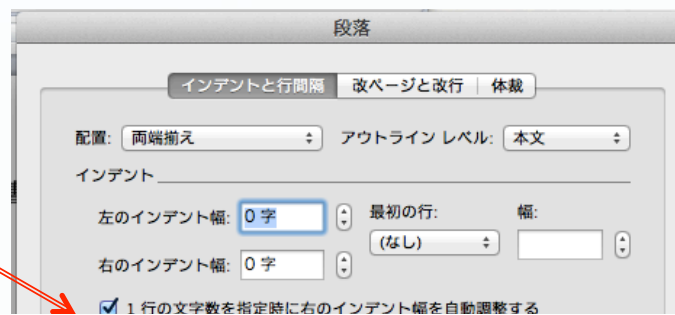 段落
インデントと行間隔 改ページと改行 体裁
配置: 両端揃え アウトライン レベル: 本文
インデント
左のインデント幅: 0 字 最初の行: 幅:
(なし)
右のインデント幅: 0 字
1 行の文字数を指定時に右のインデント幅を自動調整する